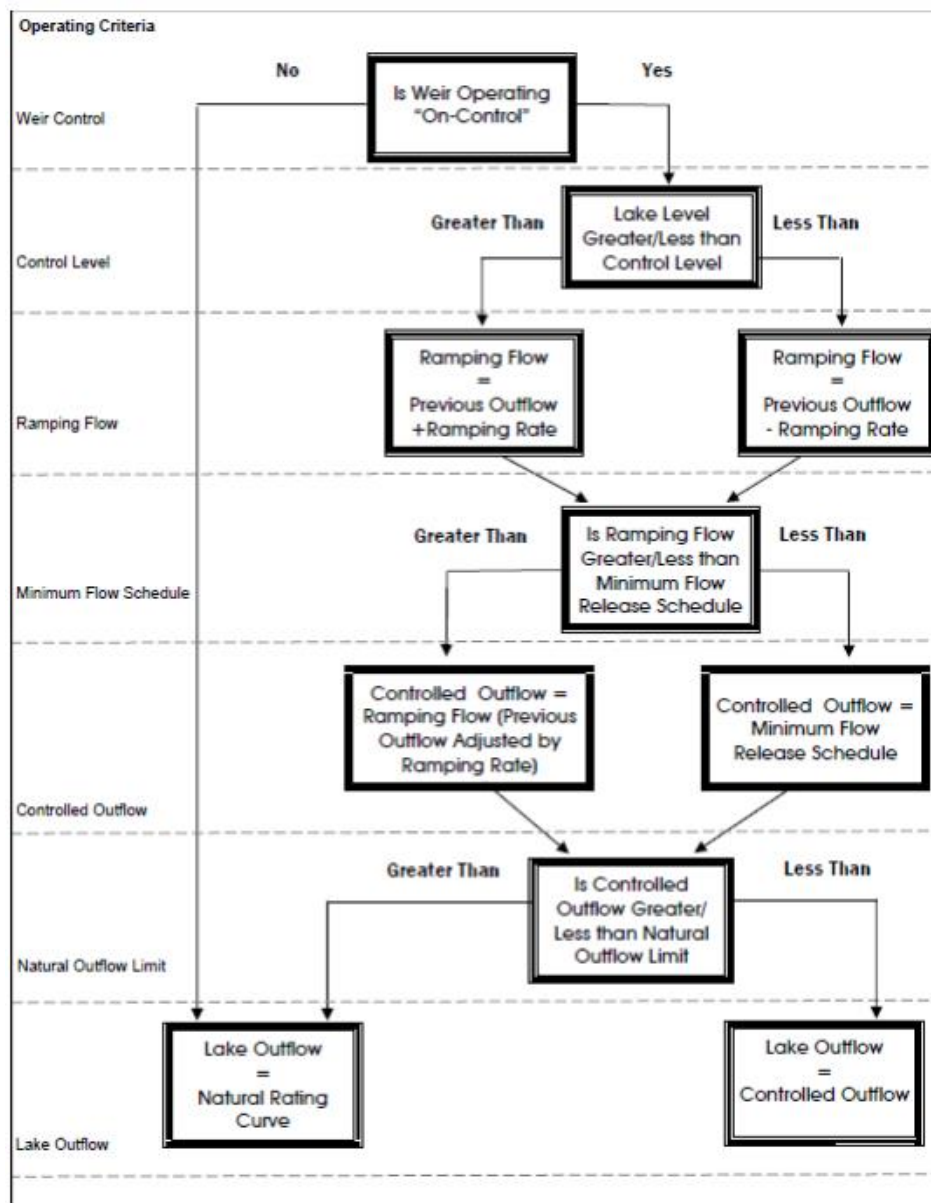 Operating Criteria
No
Yes
Is Weir Operating
"On-Control"
Weir Control
Greater Than
Lake Level
Greater/Less than
Control Level
Less Than
Control Level
Ramping Flow
=
Previous Outflow
+Ramping Rate
Ramping Flow
=
Previous Outflow
- Ramping Rate
Ramping Flow
Greater Than
Is Ramping Flow
Greater/Less than
Minimum Flow
Release Schedule
Less Than
Minimum Flow Schedule
Controlled Outflow =
Ramping Flow (Previous
Outflow Adjusted by
Ramping Rate)
Controlled Outflow =
Minimum Flow
Release Schedule
Controlled Outflow
Greater Than
Is Controlled
Outflow Greater/
Less than Natural
Outflow Limit
Less Than
Natural Outflow Limit
Lake Outflow
=
Natural Rating
Curve
Lake Outflow
=
Controlled Outflow
Lake Outflow